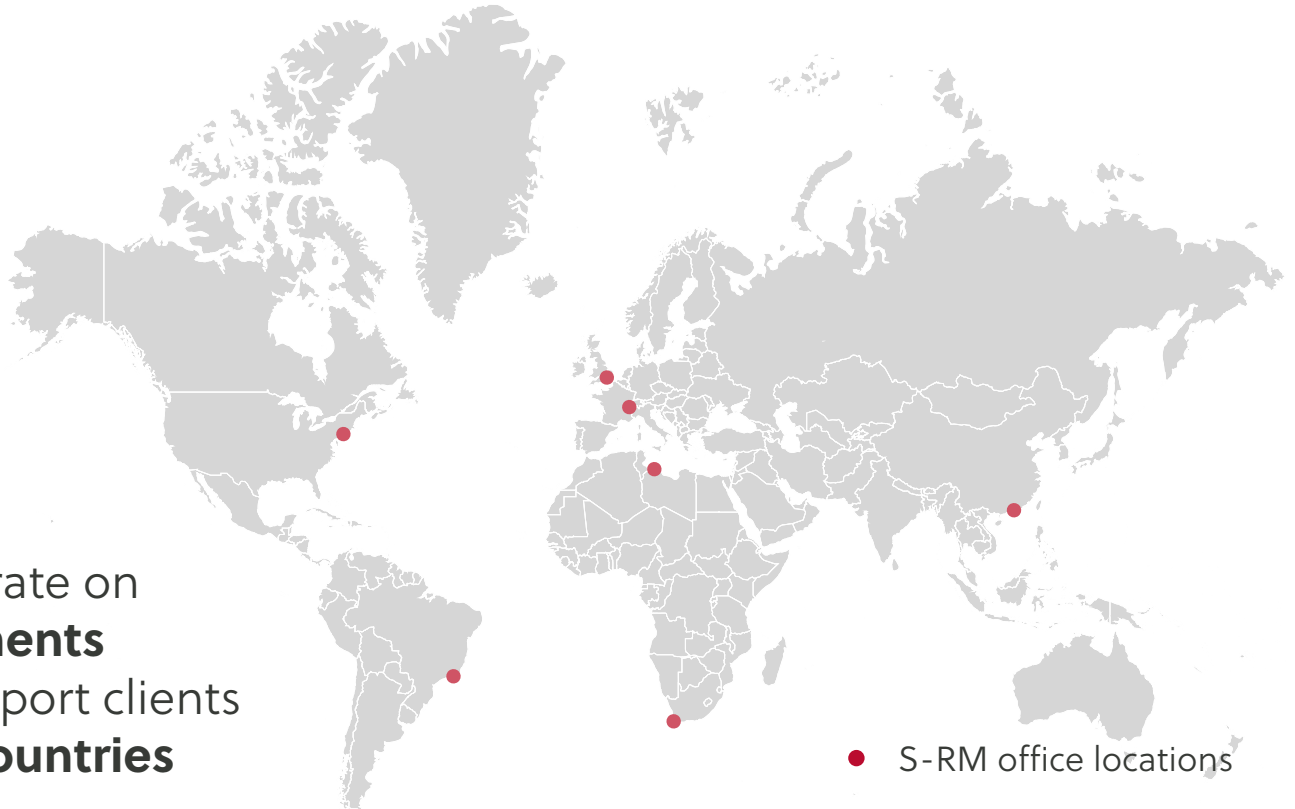 rate on
nents
port clients
ountries
S-RM office locations